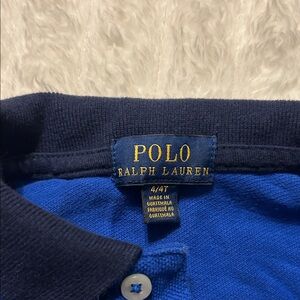 POLO
RALPH LAUREN
4/4T
MADE IN
GUATEMALA
FABRIQUÉ AU
GUATEMALA